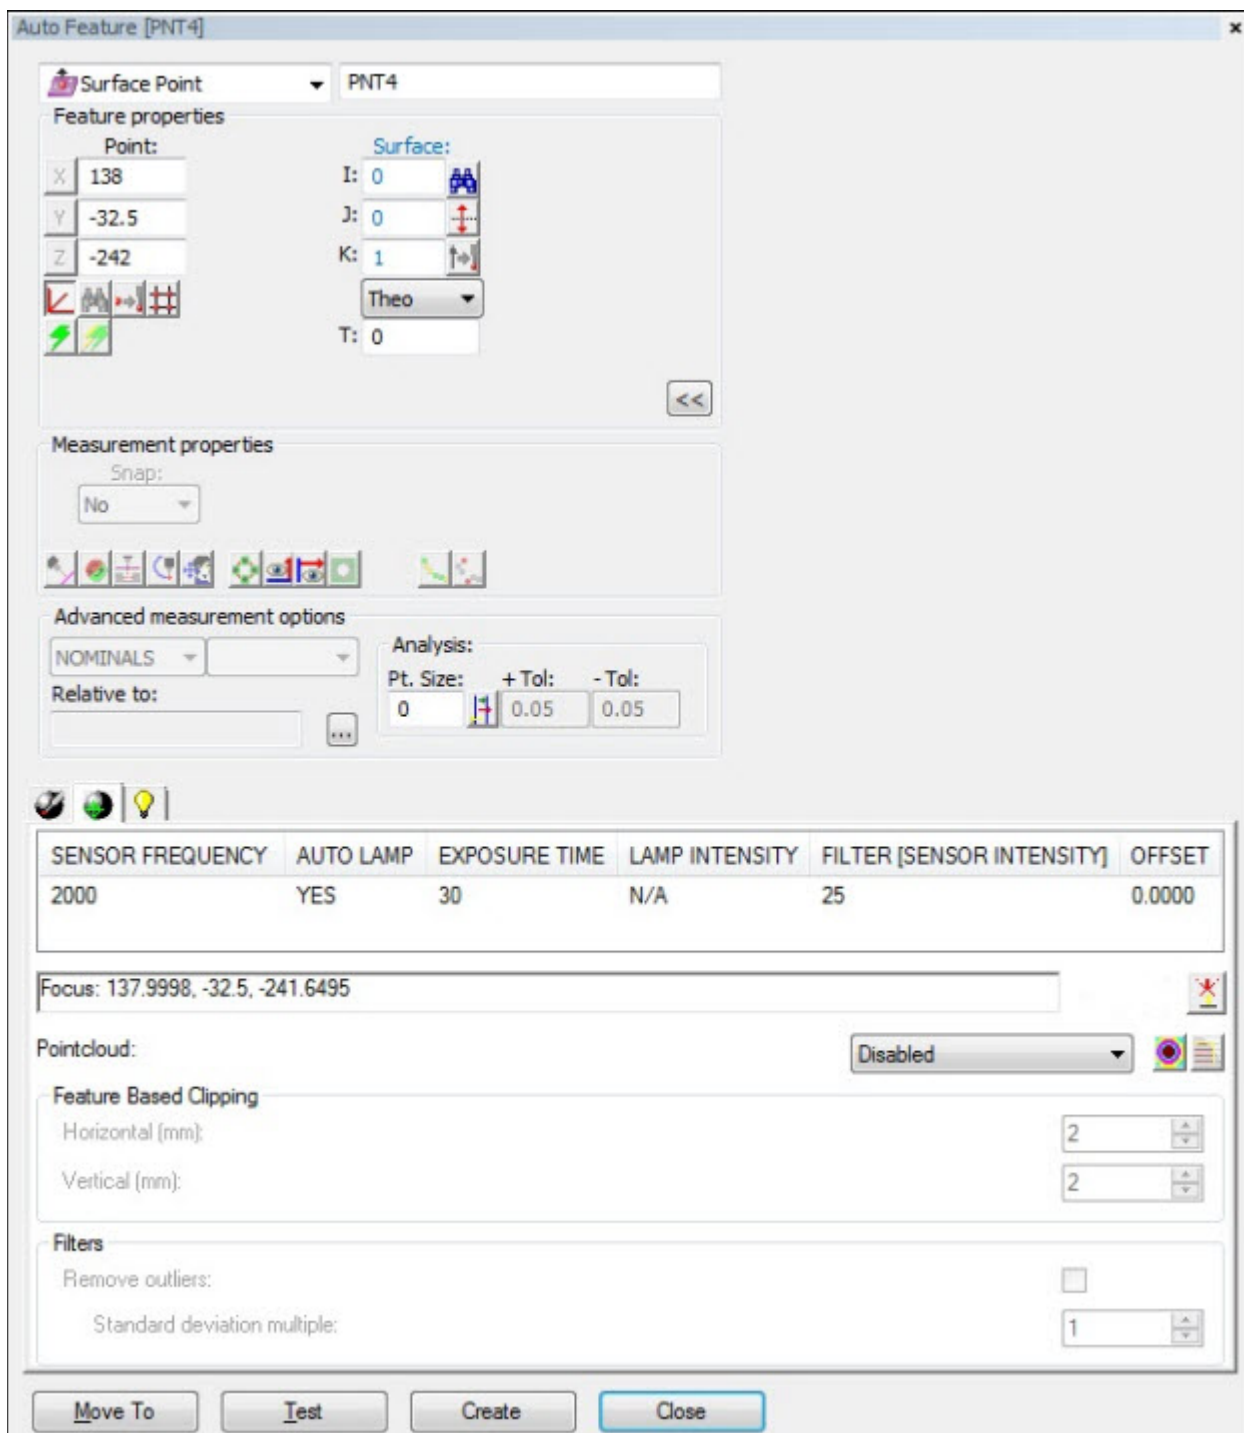 Auto Feature [PNT4]
Surface Point PNT4
Feature properties
Point: Surface:
X 138 I: 0
Y -32.5 J: 0
Z -242 K: 1
Theo
T: 0
<<
Measurement properties
Snap:
No
Advanced measurement options
NOMINALS
Analysis:
Pt. Size: + Tol: - Tol:
Relative to:
0 0.05 0.05
...
SENSOR FREQUENCY AUTO LAMP EXPOSURE TIME LAMP INTENSITY FILTER [SENSOR INTENSITY] OFFSET
2000 YES 30 N/A 25 0.0000
Focus: 137.9998, -32.5, -241.6495
Pointcloud: Disabled
Feature Based Clipping
Horizontal (mm): 2
Vertical (mm): 2
Filters
Remove outliers:
Standard deviation multiple: 1
Move To Test Create Close